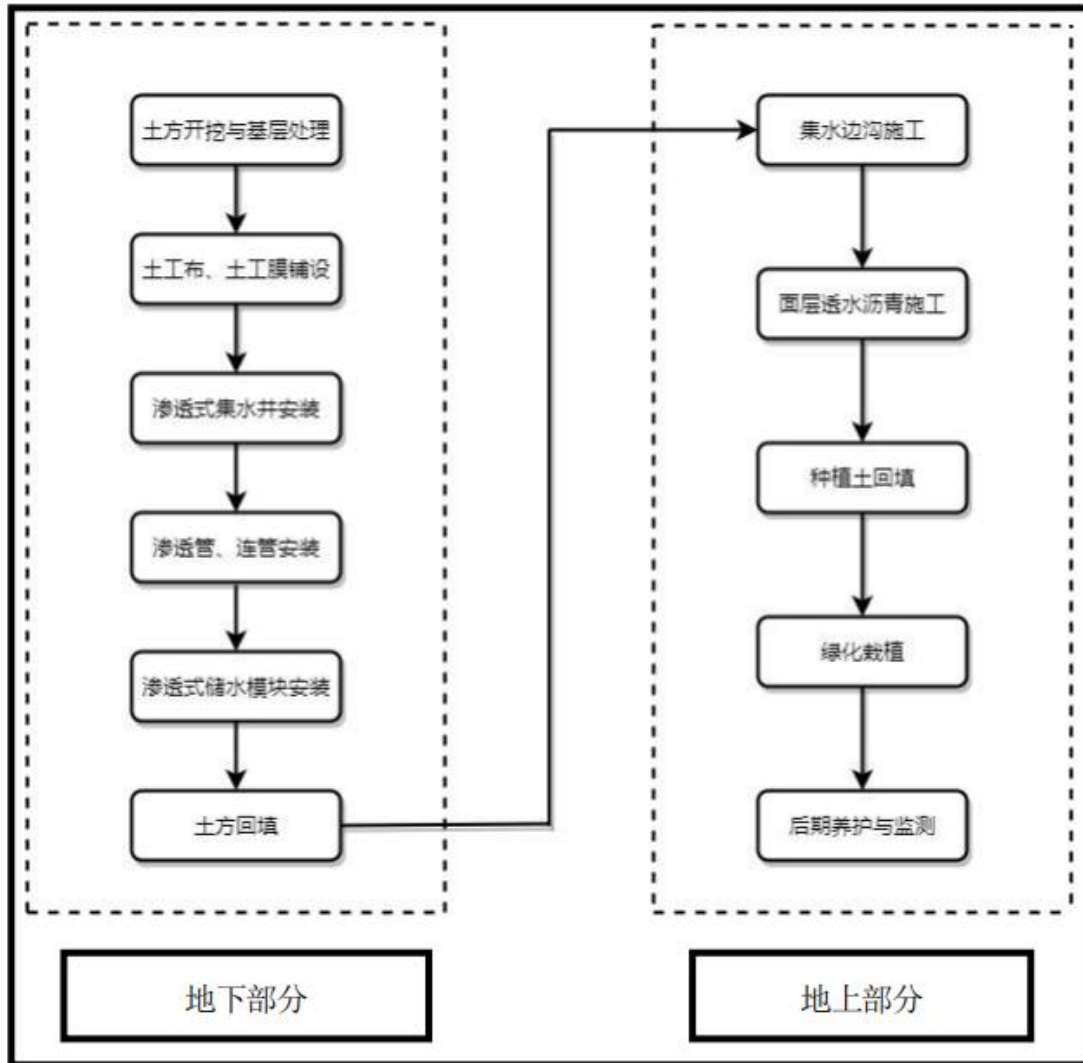 土方开挖与基层处理
土工布、土工膜铺设
渗透式集水井安装
渗透管、连管安装
渗透式储水模块安装
土方回填
地下部分
集水边沟施工
面层透水沥青施工
种植土回填
绿化栽植
后期养护与监测
地上部分